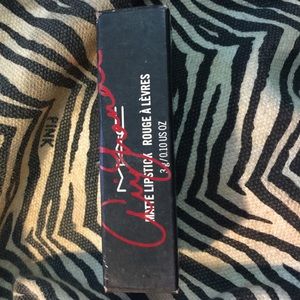 M·A·C
MATTE LIPSTICK ROUGE À LÈVRES
3 g / 0.10 US OZ
PINK